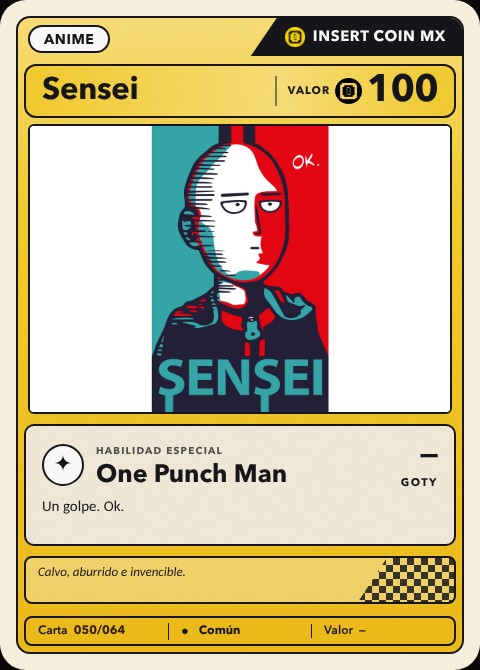 ANIME
INSERT COIN MX
Sensei
VALOR 100
OK.
SENSEI
HABILIDAD ESPECIAL
One Punch Man
–
GOTY
Un golpe. Ok.
Calvo, aburrido e invencible.
Carta 050/064 • Común Valor –